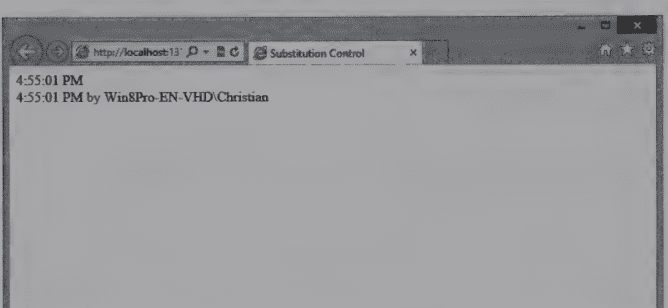 http://localhost:13
Substitution Control
4:55:01 PM
4:55:01 PM by Win8Pro-EN-VHD\Christian